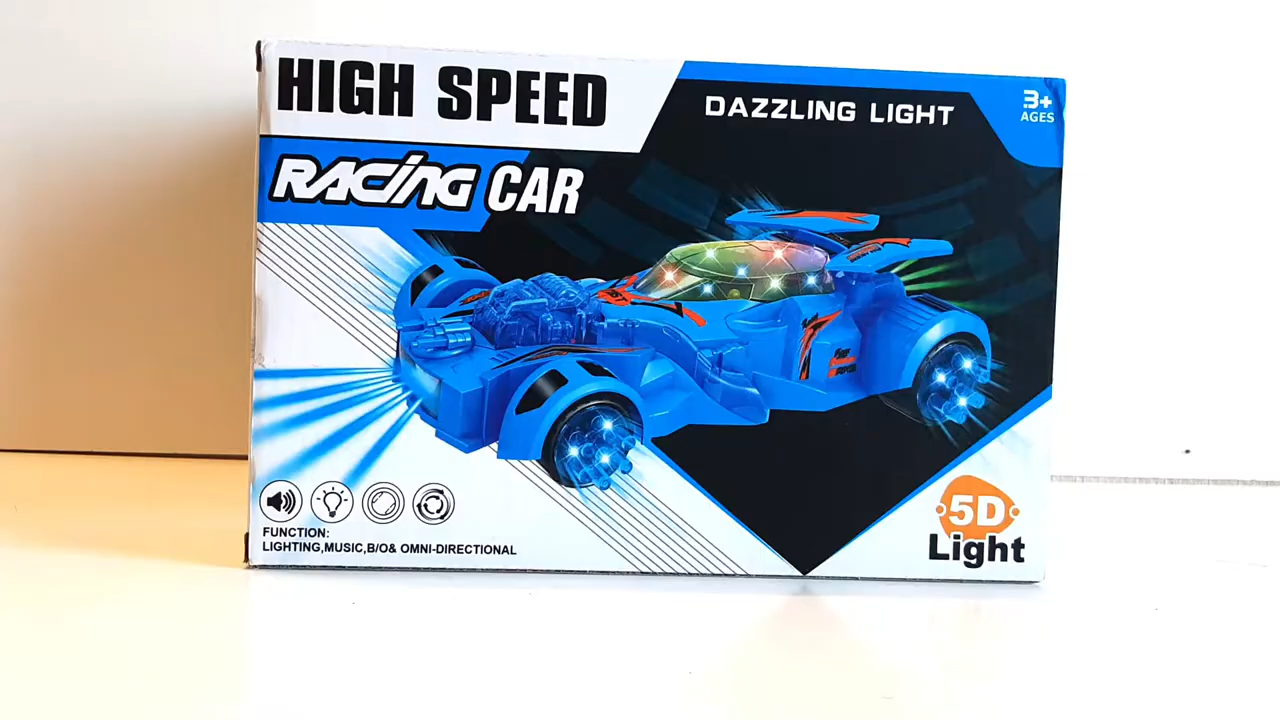 HIGH SPEED
RACING CAR
DAZZLING LIGHT
3+
AGES
5D
Light
FUNCTION:
LIGHTING,MUSIC,B/O& OMNI-DIRECTIONAL